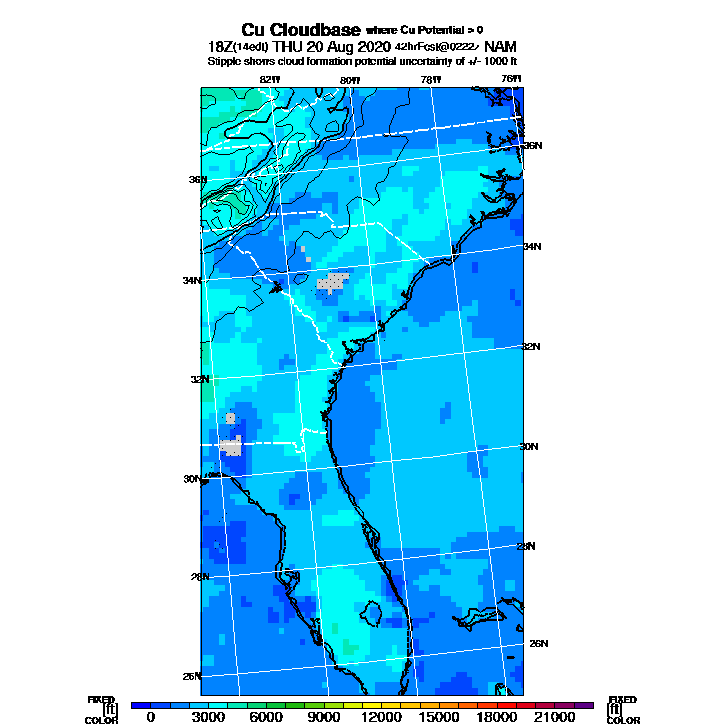 Cu Cloudbase where Cu Potential > 0
18Z(14edt) THU 20 Aug 2020 42hrFcst@0222z NAM
Stipple shows cloud formation potential uncertainty of +/- 1000 ft
82W 80W 78W 76W
36N
36N
34N
34N
32N
32N
30N
30N
28N
28N
26N
26N
FIXED FIXED
[ft] 0 3000 6000 9000 12000 15000 18000 21000 [ft]
COLOR COLOR